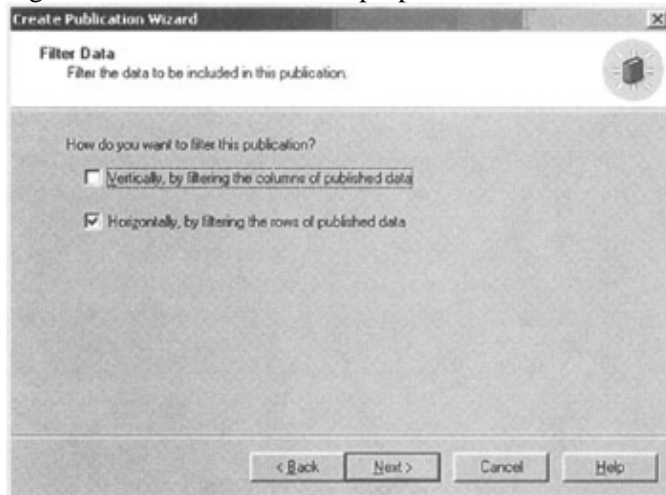 Create Publication Wizard
Filter Data
Filter the data to be included in this publication.
How do you want to filter this publication?
Vertically, by filtering the columns of published data
Horizontally, by filtering the rows of published data
< Back
Next >
Cancel
Help